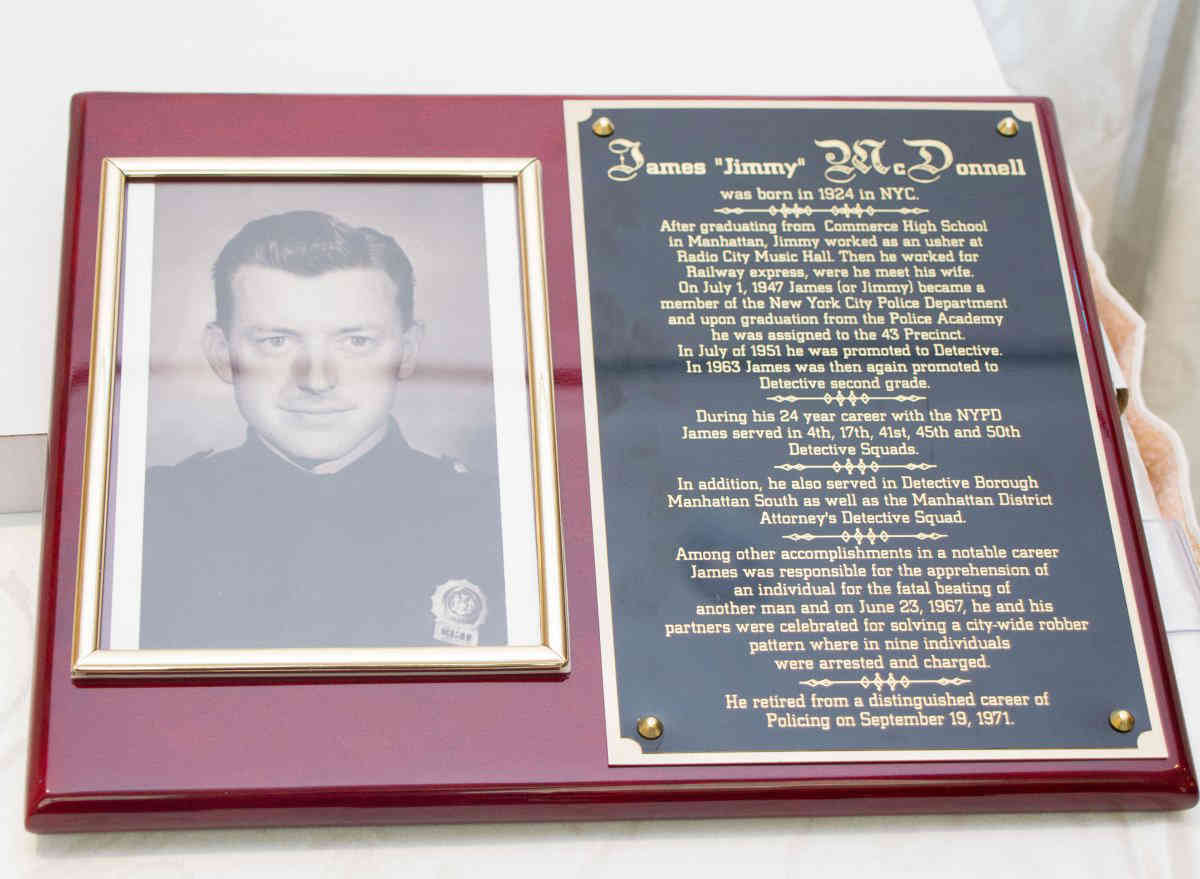 James "Jimmy" McDonnell
was born in 1924 in NYC.
After graduating from Commerce High School
in Manhattan, Jimmy worked as an usher at
Radio City Music Hall. Then he worked for
Railway express, were he meet his wife.
On July 1, 1947 James (or Jimmy) became a
member of the New York City Police Department
and upon graduation from the Police Academy
he was assigned to the 43 Precinct.
In July of 1951 he was promoted to Detective.
In 1963 James was then again promoted to
Detective second grade.
During his 24 year career with the NYPD
James served in 4th, 17th, 41st, 45th and 50th
Detective Squads.
In addition, he also served in Detective Borough
Manhattan South as well as the Manhattan District
Attorney's Detective Squad.
Among other accomplishments in a notable career
James was responsible for the apprehension of
an individual for the fatal beating of
another man and on June 23, 1967, he and his
partners were celebrated for solving a city-wide robber
pattern where in nine individuals
were arrested and charged.
He retired from a distinguished career of
Policing on September 19, 1971.